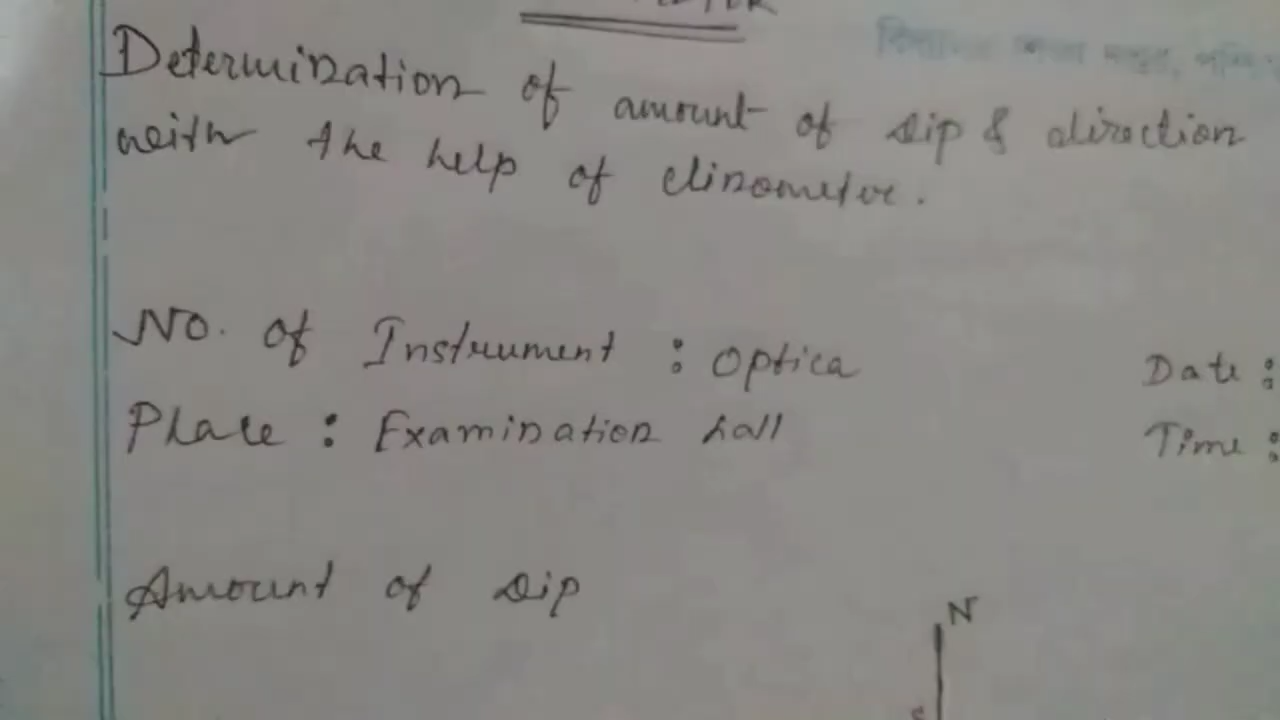 Determination of amount of dip & direction
with the help of clinometer.
No. of Instrument : Optica
Date :
Place : Examination hall
Time :
Amount of dip
N